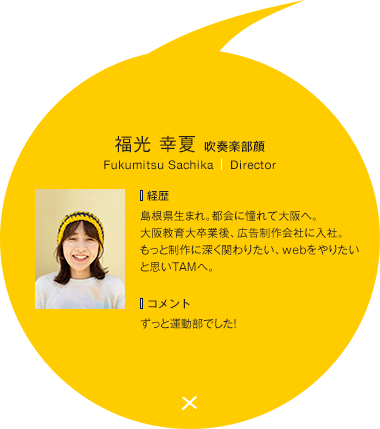 福光 幸夏 吹奏楽部顔
Fukumitsu Sachika | Director
経歴
島根県生まれ。都会に憧れて大阪へ。
大阪教育大卒業後、広告制作会社に入社。
もっと制作に深く関わりたい、webをやりたい
と思いTAMへ。
コメント
ずっと運動部でした!